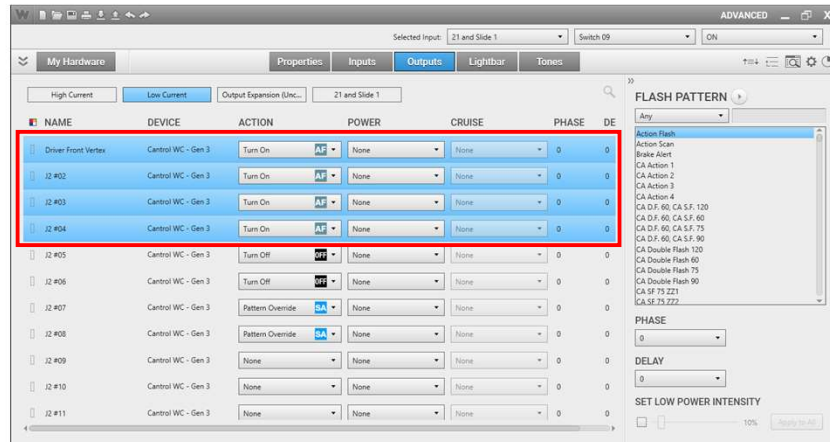 W ADVANCED X
Selected Input: 21 and Slide 1 Switch 09 ON
My Hardware Properties Inputs Outputs Lightbar Tones
High Current Low Current Output Expansion (Unc... 21 and Slide 1
NAME DEVICE ACTION POWER CRUISE PHASE DE
Driver Front Vertex Cantrol WC - Gen 3 Turn On AF None None 0 0
J2 #02 Cantrol WC - Gen 3 Turn On AF None None 0 0
J2 #03 Cantrol WC - Gen 3 Turn On AF None None 0 0
J2 #04 Cantrol WC - Gen 3 Turn On AF None None 0 0
J2 #05 Cantrol WC - Gen 3 Turn Off OFF None None 0 0
J2 #06 Cantrol WC - Gen 3 Turn Off OFF None None 0 0
J2 #07 Cantrol WC - Gen 3 Pattern Override SA None None 0 0
J2 #08 Cantrol WC - Gen 3 Pattern Override SA None None 0 0
J2 #09 Cantrol WC - Gen 3 None None None 0 0
J2 #10 Cantrol WC - Gen 3 None None None 0 0
J2 #11 Cantrol WC - Gen 3 None None None 0 0
FLASH PATTERN
Any
Action Flash
Action Scan
Brake Alert
CA Action 1
CA Action 2
CA Action 3
CA Action 4
CA D.F. 60, CA S.F. 120
CA D.F. 60, CA S.F. 60
CA D.F. 60, CA S.F. 75
CA D.F. 60, CA S.F. 90
CA Double Flash 120
CA Double Flash 60
CA Double Flash 75
CA Double Flash 90
CA SF 75 ZZ1
CA SF 75 ZZ2
PHASE
0
DELAY
0
SET LOW POWER INTENSITY
10% Apply to All